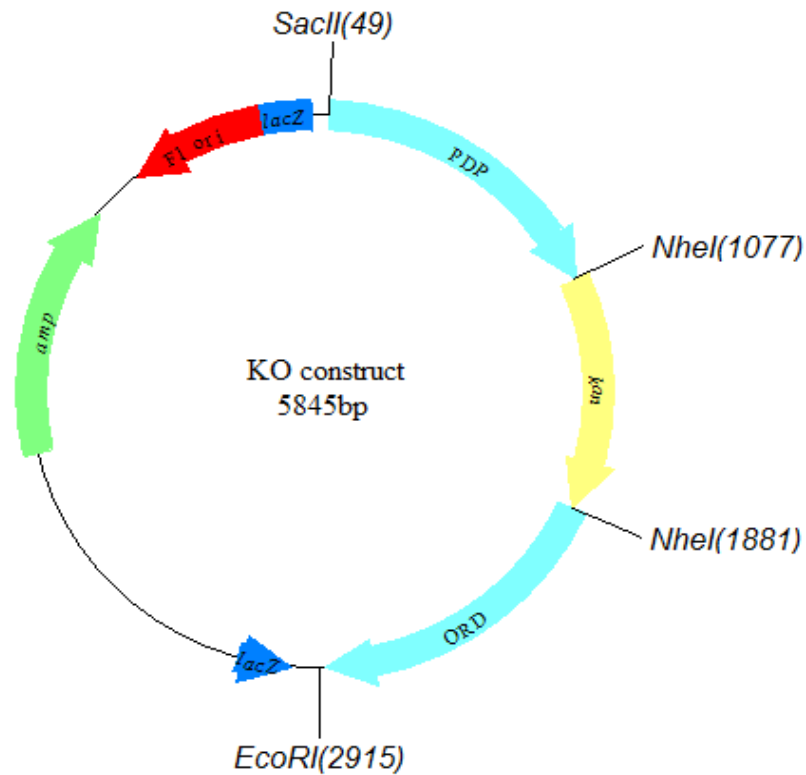 SacII(49)
lacZ
F1 ori
PDP
NheI(1077)
amp
KO construct
5845bp
kan
NheI(1881)
ORD
lacZ
EcoRI(2915)